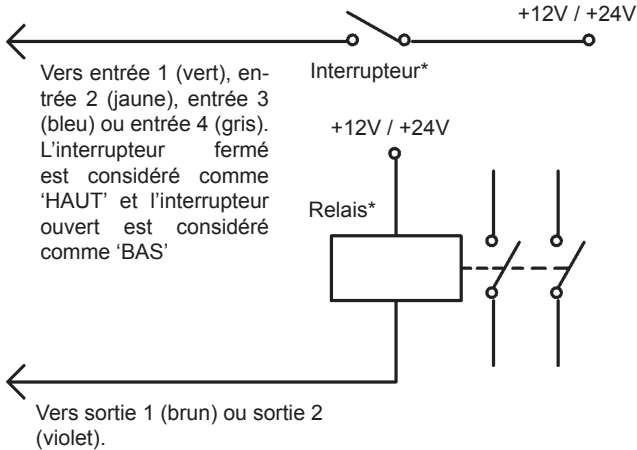 +12V / +24V
Interrupteur*
Vers entrée 1 (vert), en-
trée 2 (jaune), entrée 3
(bleu) ou entrée 4 (gris).
L'interrupteur fermé
est considéré comme
‘HAUT’ et l'interrupteur
ouvert est considéré
comme ‘BAS’
+12V / +24V
Relais*
Vers sortie 1 (brun) ou sortie 2
(violet).